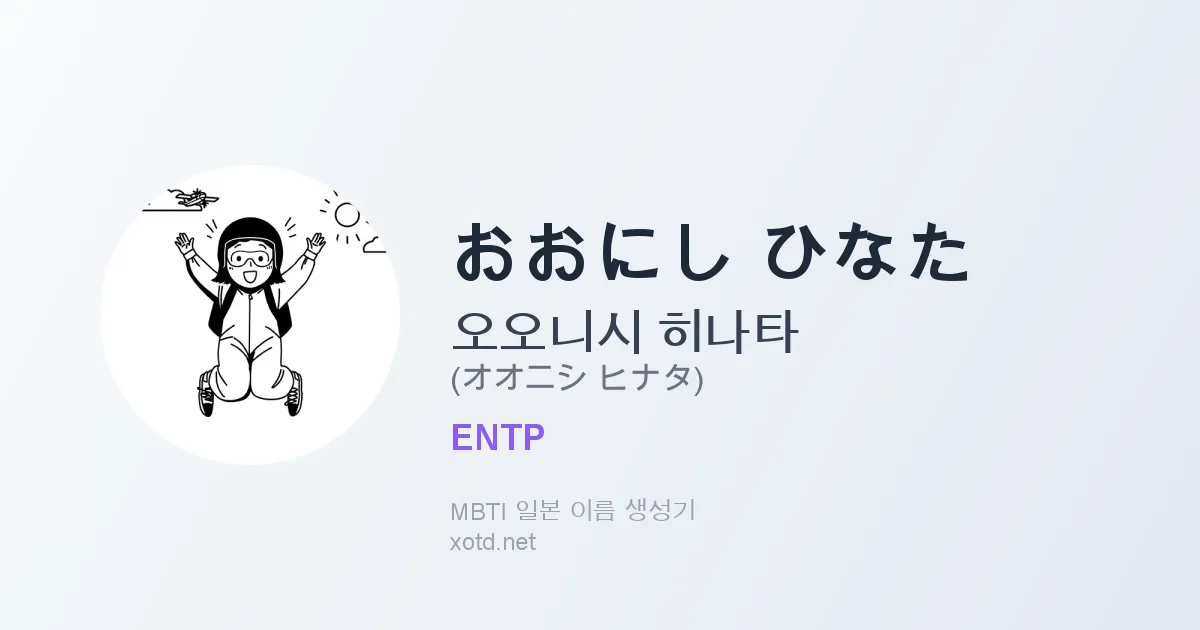 おおにし ひなた
오오니시 히나타
(オオニシ ヒナタ)
ENTP
MBTI 일본 이름 생성기
xotd.net